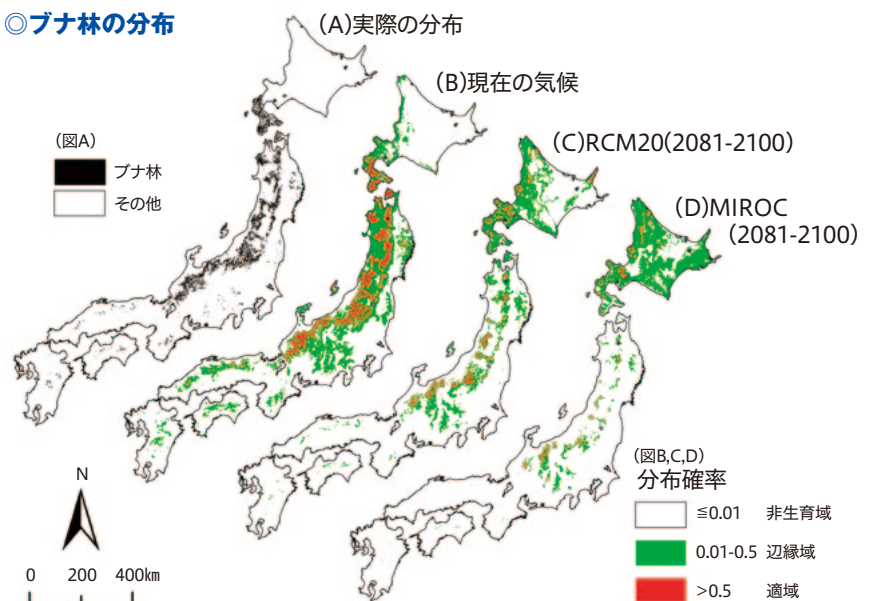 ◎ブナ林の分布
(A)実際の分布
(B)現在の気候
(C)RCM20(2081-2100)
(D)MIROC
(2081-2100)
(図A)
ブナ林
その他
N
0 200 400km
(図B,C,D)
分布確率
≦0.01 非生育域
0.01-0.5 辺縁域
>0.5 適域